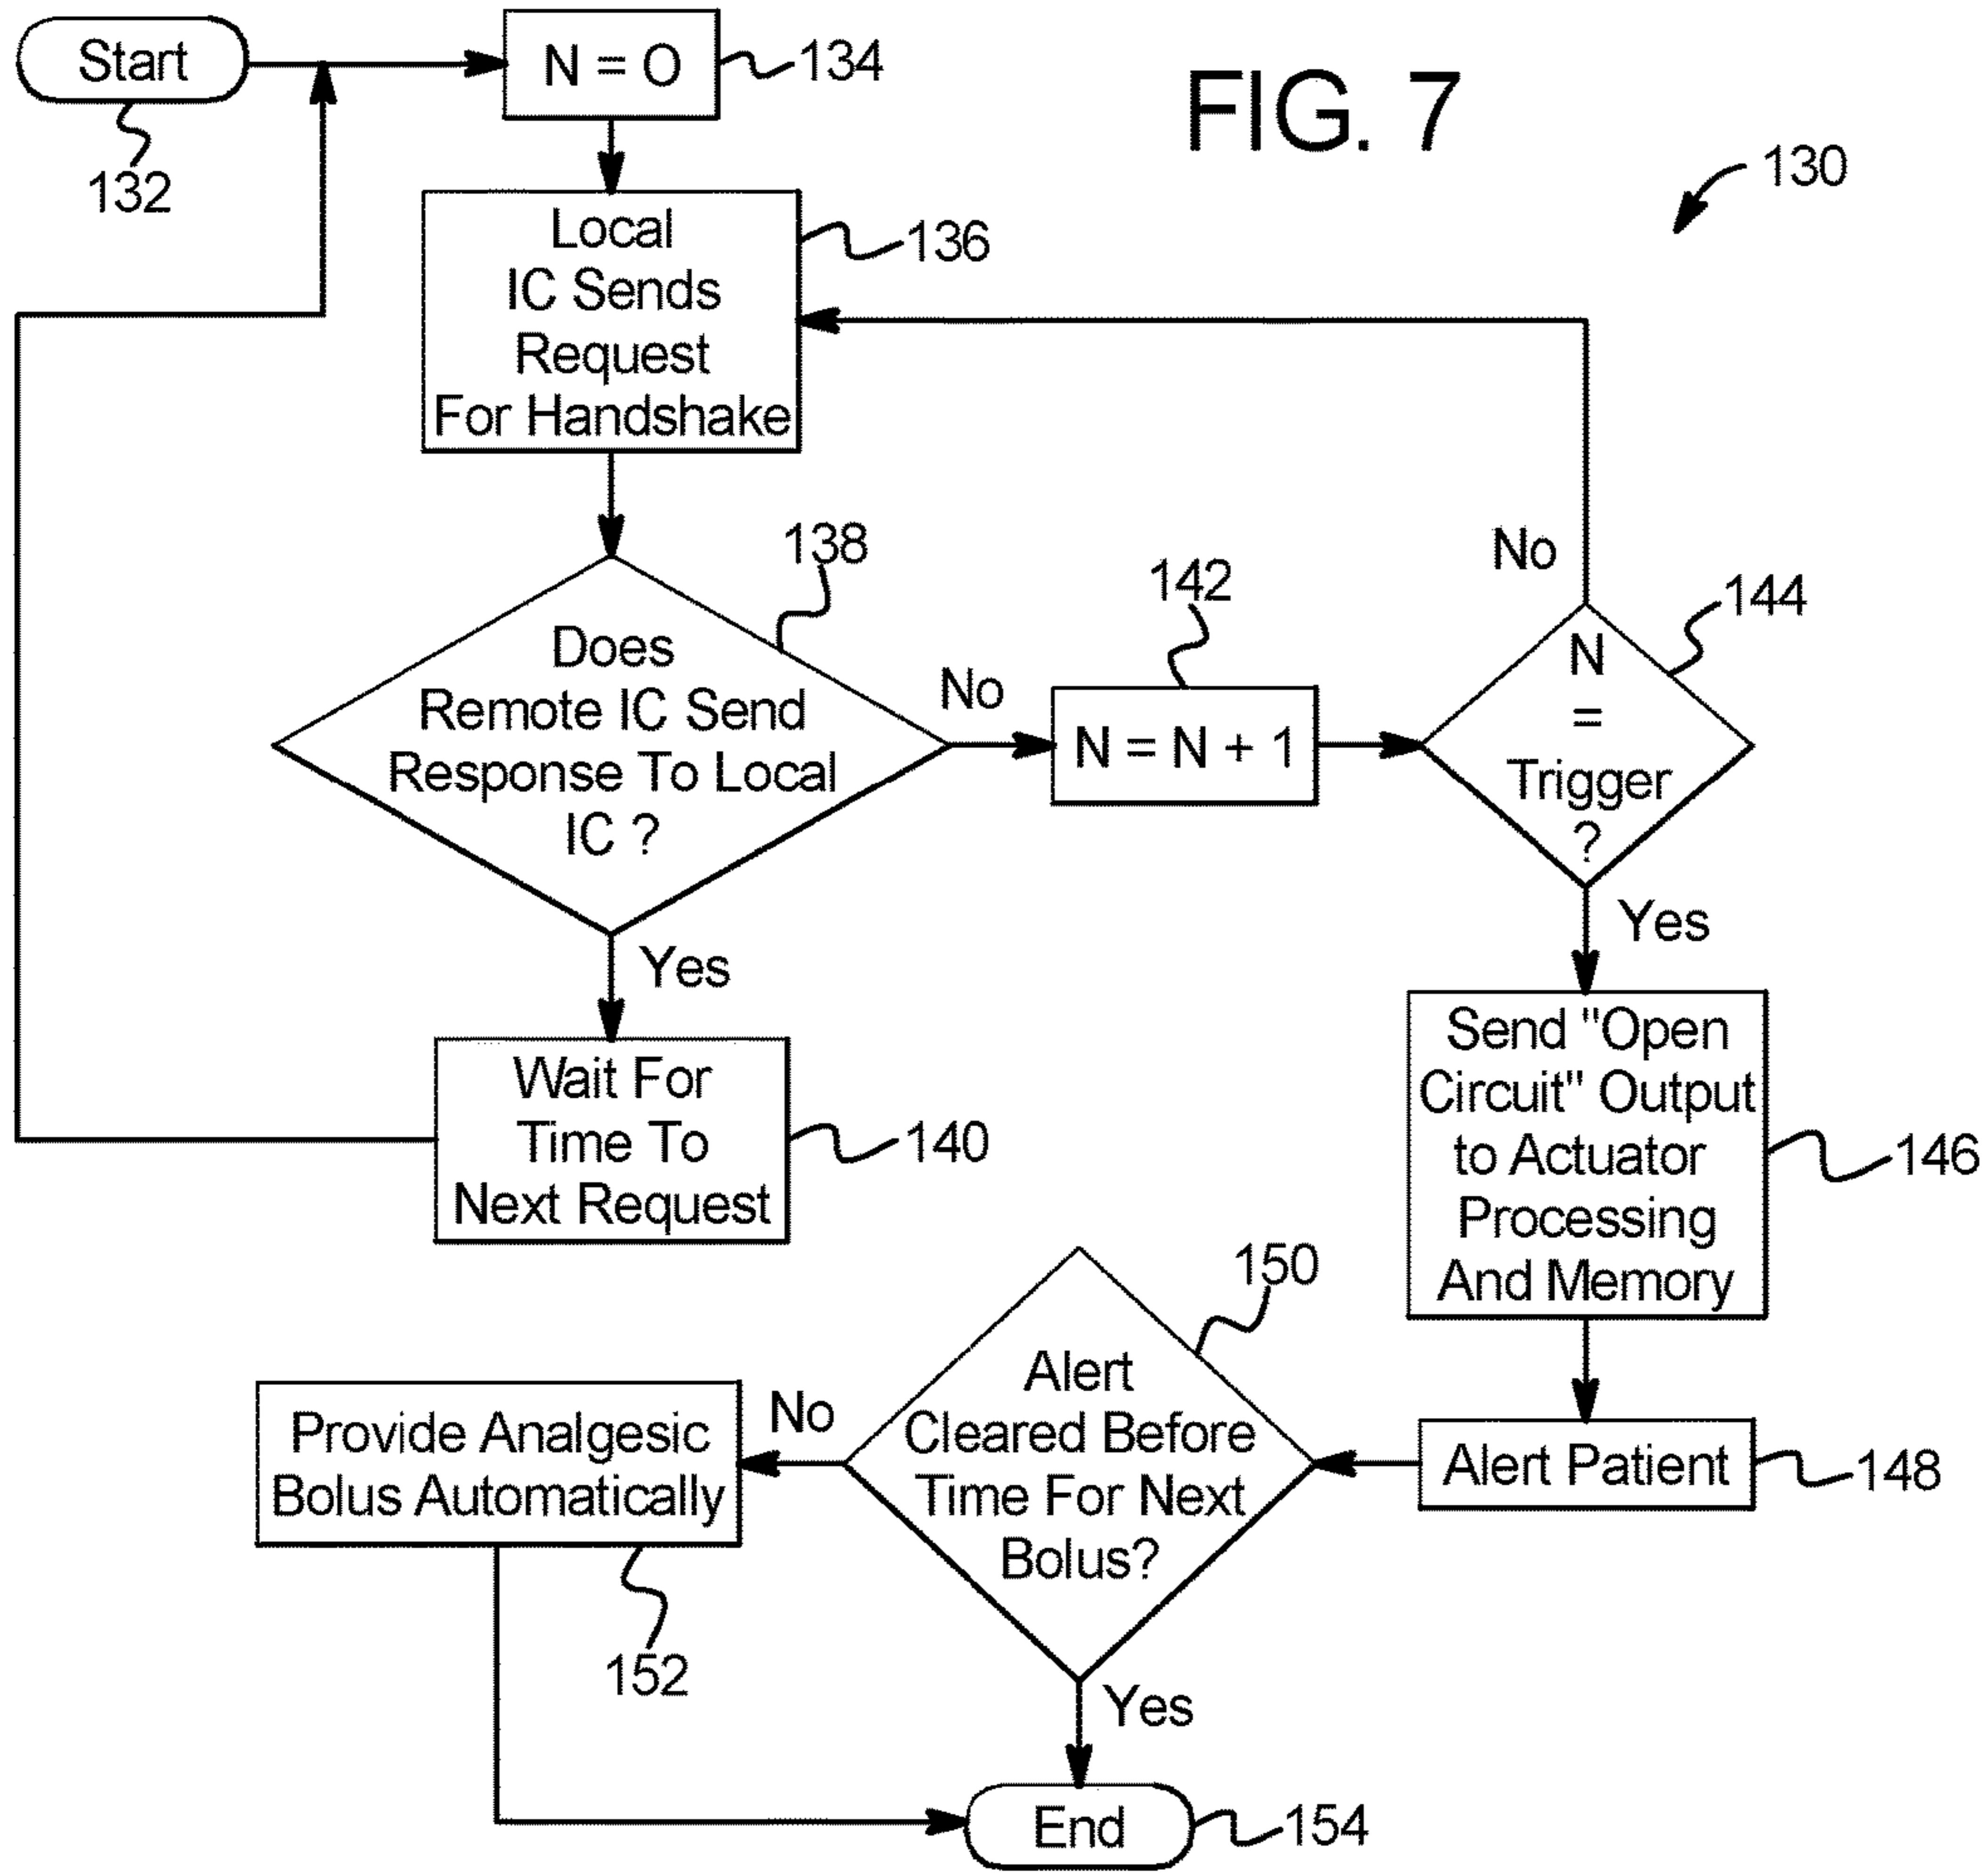 Start
132
N = O
134
FIG. 7
130
Local
IC Sends
Request
For Handshake
136
Does
Remote IC Send
Response To Local
IC ?
138
No
142
N = N + 1
No
144
N
=
Trigger
?
Yes
Yes
Wait For
Time To
Next Request
140
Send "Open
Circuit" Output
to Actuator
Processing
And Memory
146
Alert Patient
148
150
Alert
Cleared Before
Time For Next
Bolus?
No
Provide Analgesic
Bolus Automatically
152
Yes
End
154